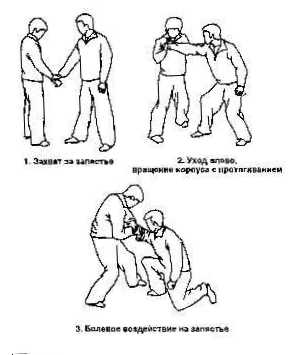 1. Захват за запястье
2. Уход влево,
вращение корпуса с протягиванием
3. Болевое воздействие на запястье